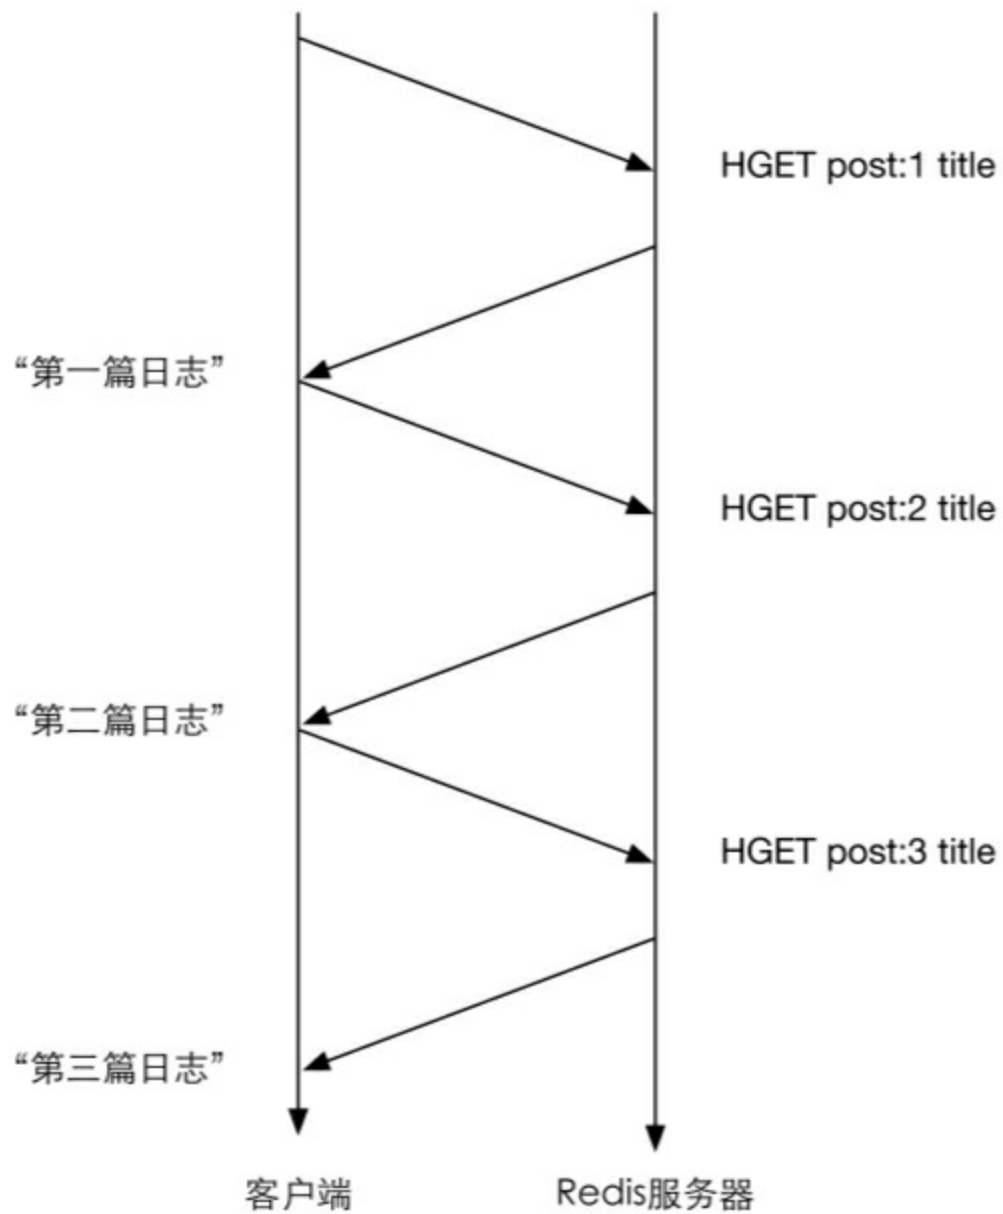 HGET post:1 title
“第一篇日志”
HGET post:2 title
“第二篇日志”
HGET post:3 title
“第三篇日志”
客户端
Redis服务器